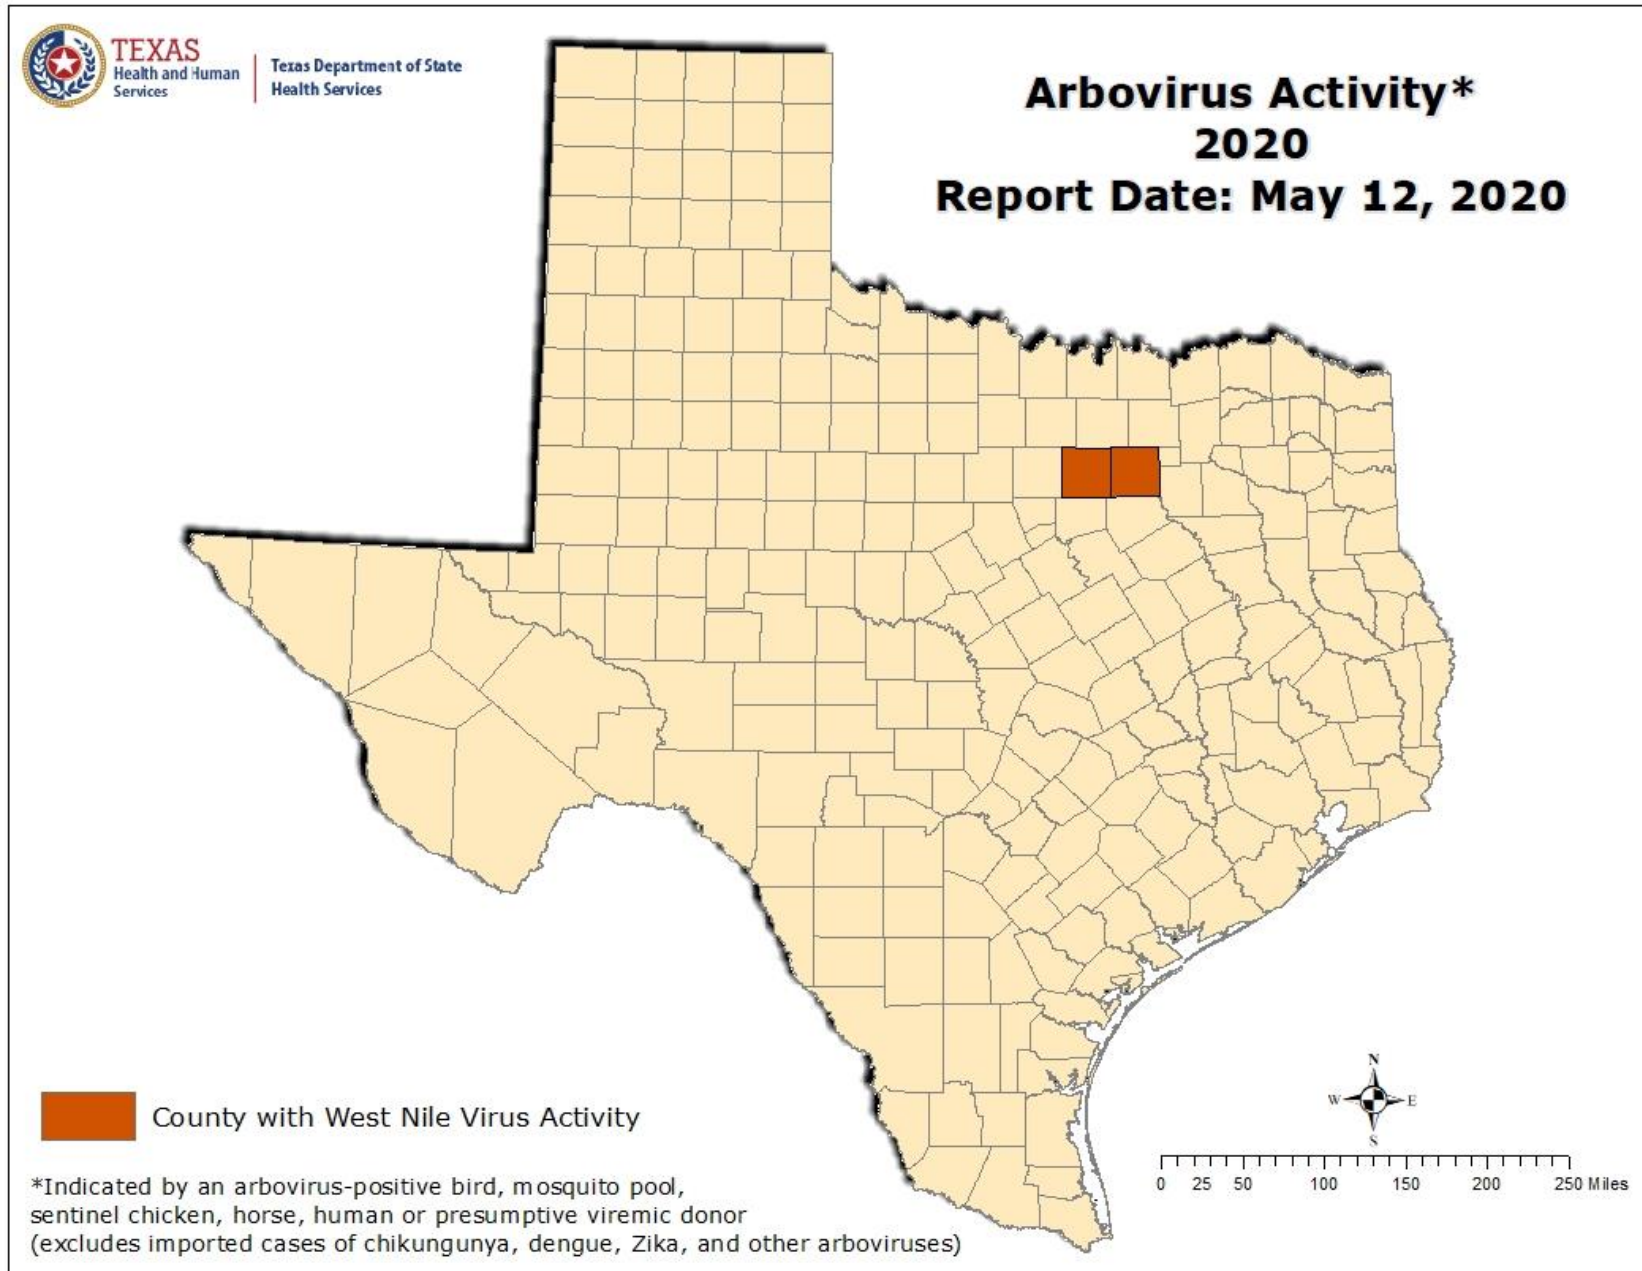 TEXAS
Health and Human
Services
Texas Department of State
Health Services
Arbovirus Activity*
2020
Report Date: May 12, 2020
County with West Nile Virus Activity
*Indicated by an arbovirus-positive bird, mosquito pool,
sentinel chicken, horse, human or presumptive viremic donor
(excludes imported cases of chikungunya, dengue, Zika, and other arboviruses)
N
W E
S
0 25 50 100 150 200 250 Miles